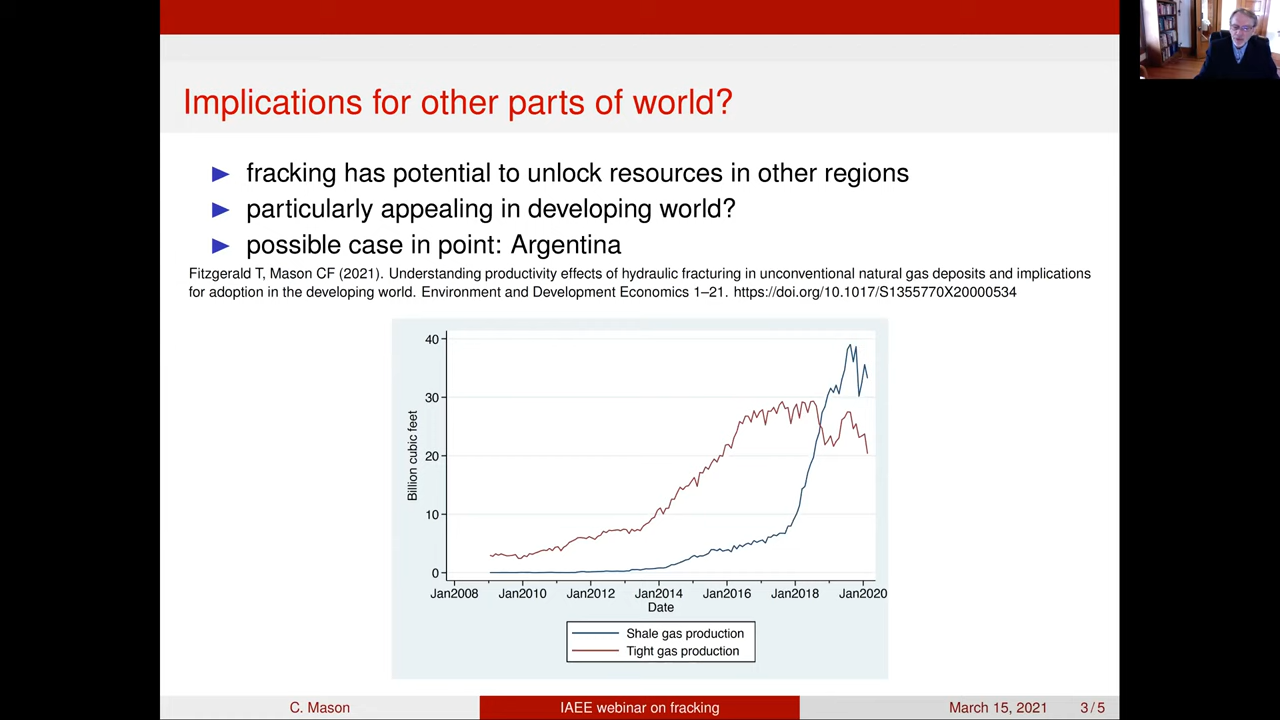 Implications for other parts of world?
fracking has potential to unlock resources in other regions
particularly appealing in developing world?
possible case in point: Argentina
Fitzgerald T, Mason CF (2021). Understanding productivity effects of hydraulic fracturing in unconventional natural gas deposits and implications
for adoption in the developing world. Environment and Development Economics 1–21. https://doi.org/10.1017/S1355770X20000534
40
30
20
10
0
Billion cubic feet
Jan2008 Jan2010 Jan2012 Jan2014 Jan2016 Jan2018 Jan2020
Date
Shale gas production
Tight gas production
C. Mason IAEE webinar on fracking March 15, 2021 3 / 5